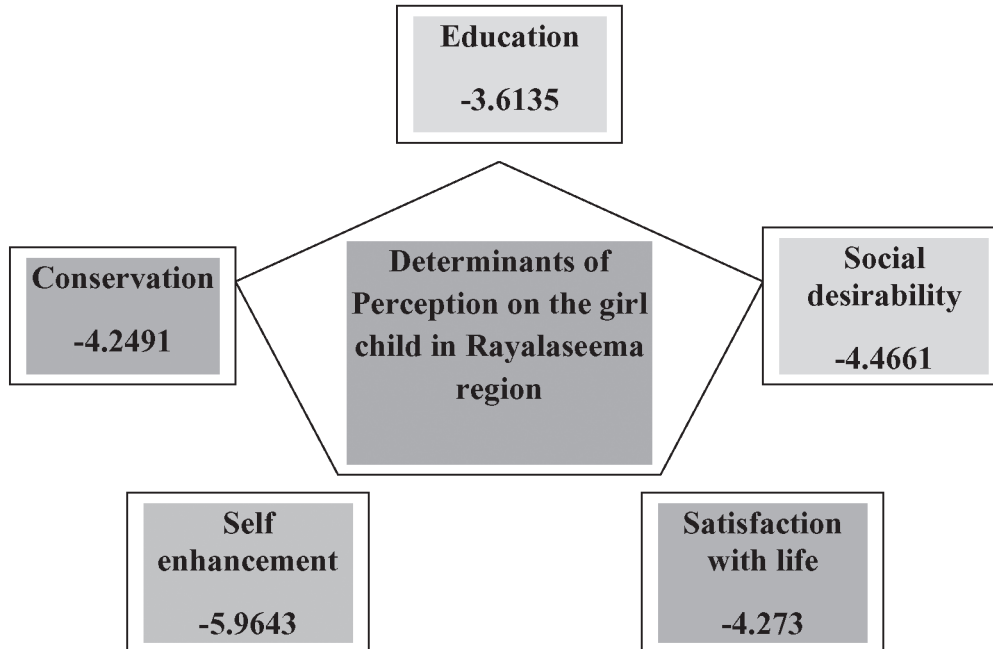 Education
-3.6135
Conservation
-4.2491
Determinants of
Perception on the girl
child in Rayalaseema
region
Social
desirability
-4.4661
Self
enhancement
-5.9643
Satisfaction
with life
-4.273